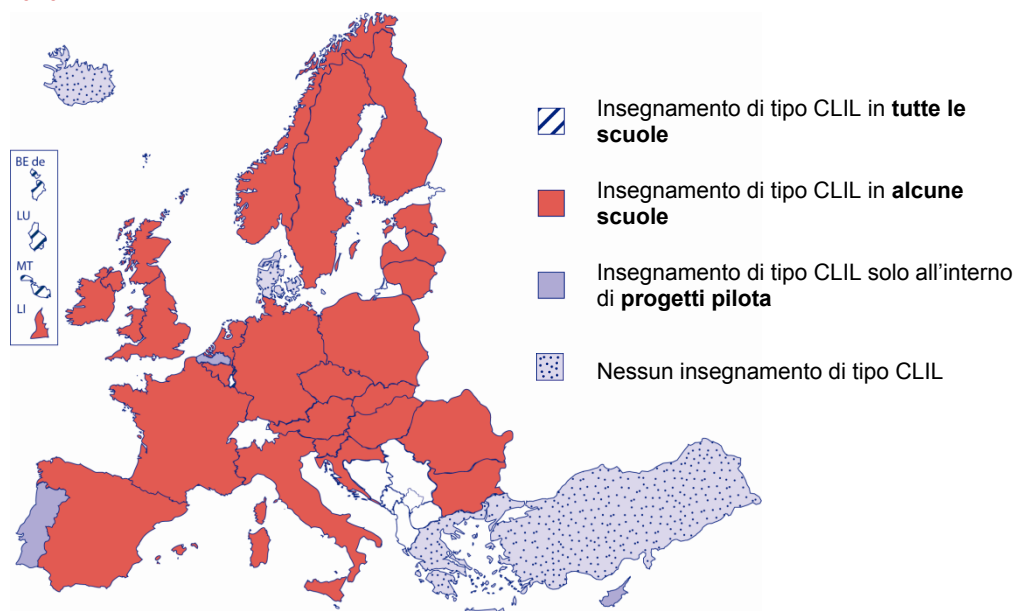 BE de
LU
MT
LI
Insegnamento di tipo CLIL in tutte le
scuole
Insegnamento di tipo CLIL in alcune
scuole
Insegnamento di tipo CLIL solo all'interno
di progetti pilota
Nessun insegnamento di tipo CLIL